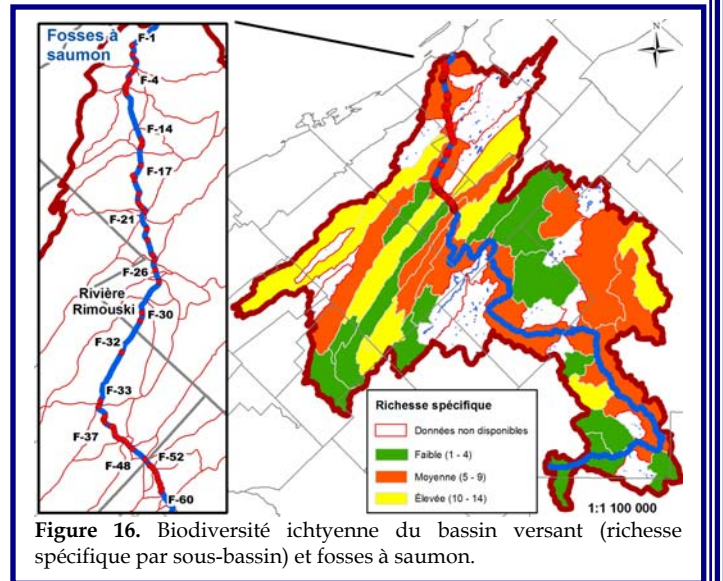 Fosses à
saumon
F-1
F-4
F-14
F-17
F-21
F-26
Rivière
Rimouski
F-30
F-32
F-33
F-37
F-48
F-52
F-60
N
Richesse spécifique
Données non disponibles
Faible (1 - 4)
Moyenne (5 - 9)
Élevée (10 - 14)
1:1 100 000
Figure 16. Biodiversité ichtyenne du bassin versant (richesse
spécifique par sous-bassin) et fosses à saumon.